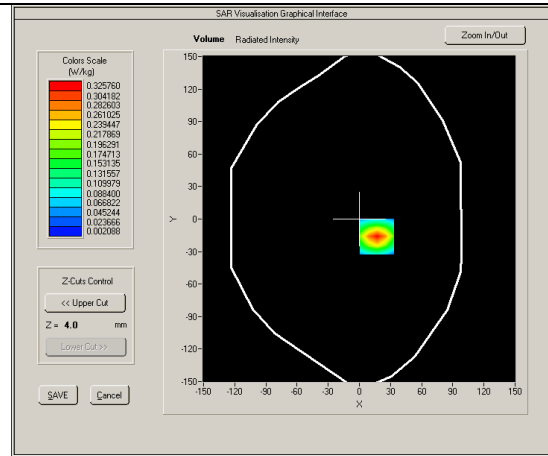 SAR Visualisation Graphical Interface
Volume Radiated Intensity
Zoom In/Out
Colors Scale
(W/kg)
0.325760
0.304182
0.282603
0.261025
0.239447
0.217869
0.196291
0.174713
0.153135
0.131557
0.109979
0.088400
0.066822
0.045244
0.023666
0.002088
Z-Cuts Control
<< Upper Cut
Z = 4.0 mm
Lower Cut >>
SAVE Cancel
150-
120-
90-
60-
30-
0-
-30-
-60-
-90-
-120-
-150-
Y
-150 -120 -90 -60 -30 0 30 60 90 120 150
X